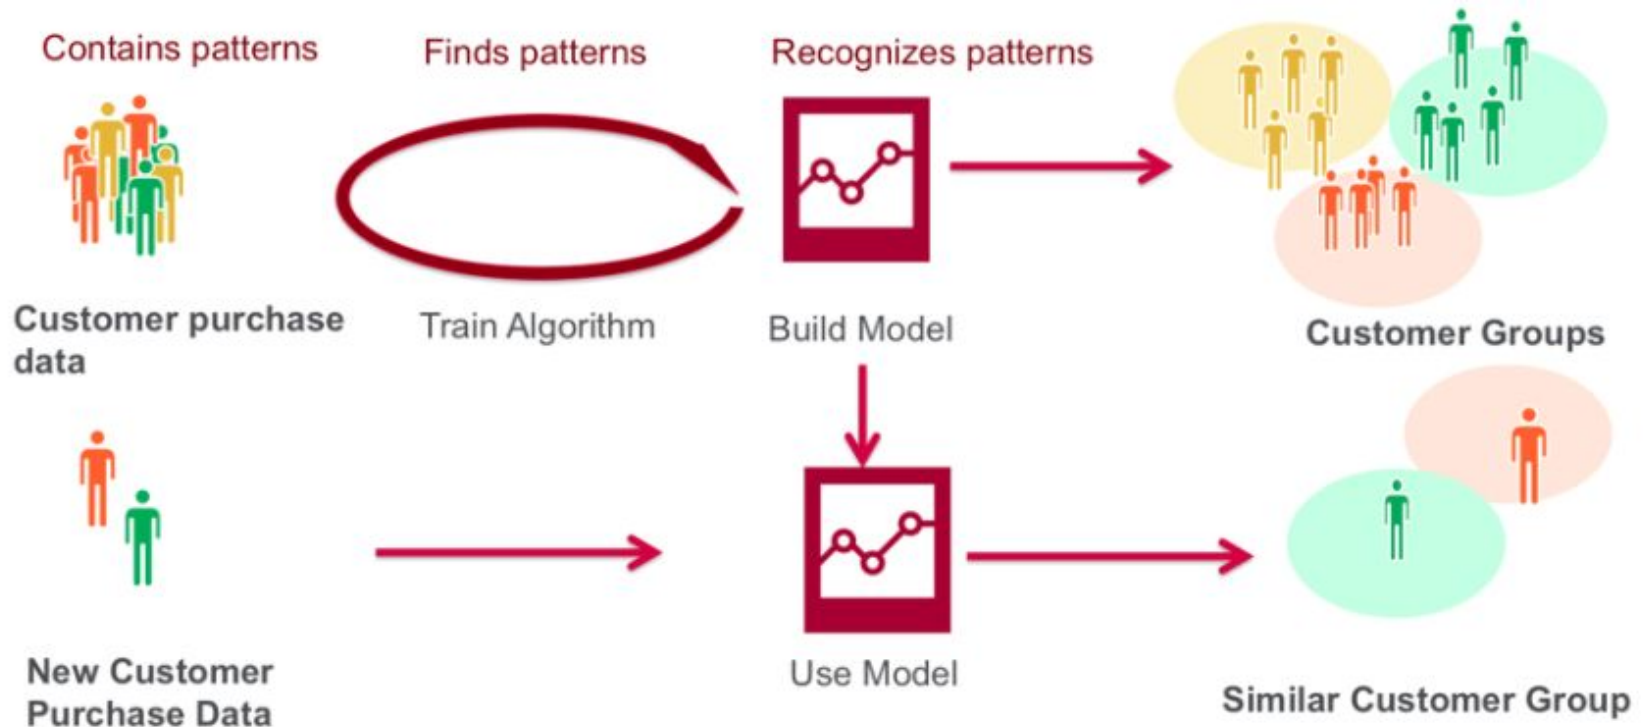 Contains patterns
Finds patterns
Recognizes patterns
Customer purchase
data
Train Algorithm
Build Model
Customer Groups
New Customer
Purchase Data
Use Model
Similar Customer Group